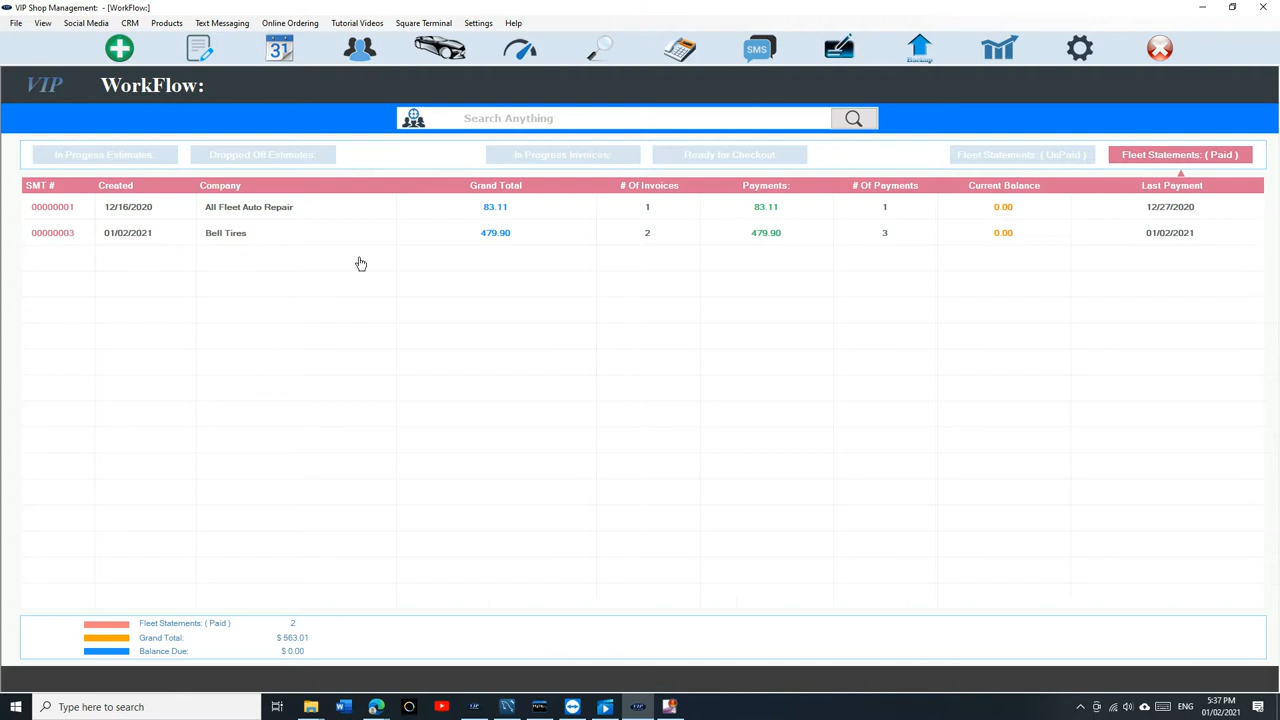 VIP Shop Management: - [WorkFlow:]
File View Social Media CRM Products Text Messaging Online Ordering Tutorial Videos Square Terminal Settings Help
31 SMS Backup
VIP WorkFlow:
Search Anything
In Progess Estimates: Dropped Off Estimates: In Progress Invoices: Ready for Checkout: Fleet Statements: ( UnPaid ) Fleet Statements: ( Paid )
SMT # Created Company Grand Total # Of Invoices Payments: # Of Payments Current Balance Last Payment
00000001 12/16/2020 All Fleet Auto Repair 83.11 1 83.11 1 0.00 12/27/2020
00000003 01/02/2021 Bell Tires 479.90 2 479.90 3 0.00 01/02/2021
Fleet Statements: ( Paid ) 2
Grand Total: $ 563.01
Balance Due: $ 0.00
Type here to search
VIP VIP ENG
5:37 PM
01/02/2021